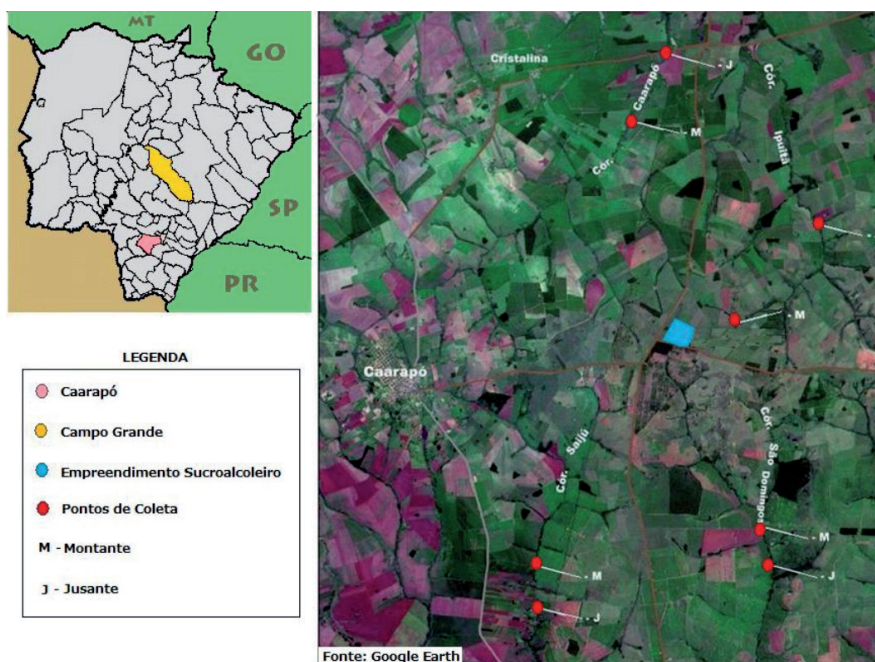 MT
GO
SP
PR
LEGENDA
Caarapó
Campo Grande
Empreendimento Sucroalcoleiro
Pontos de Coleta
M - Montante
J - Jusante
Cristalina
- J
Cór. Caarapó
- M
Cór. Ipuitã
-
- M
Caarapó
Cór. Saijú
Cór. São Domingos
- M
- J
- M
- J
Fonte: Google Earth